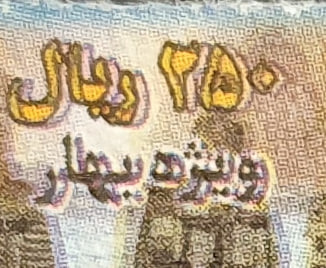 ۲۵۰ ریال
ویژه بهار